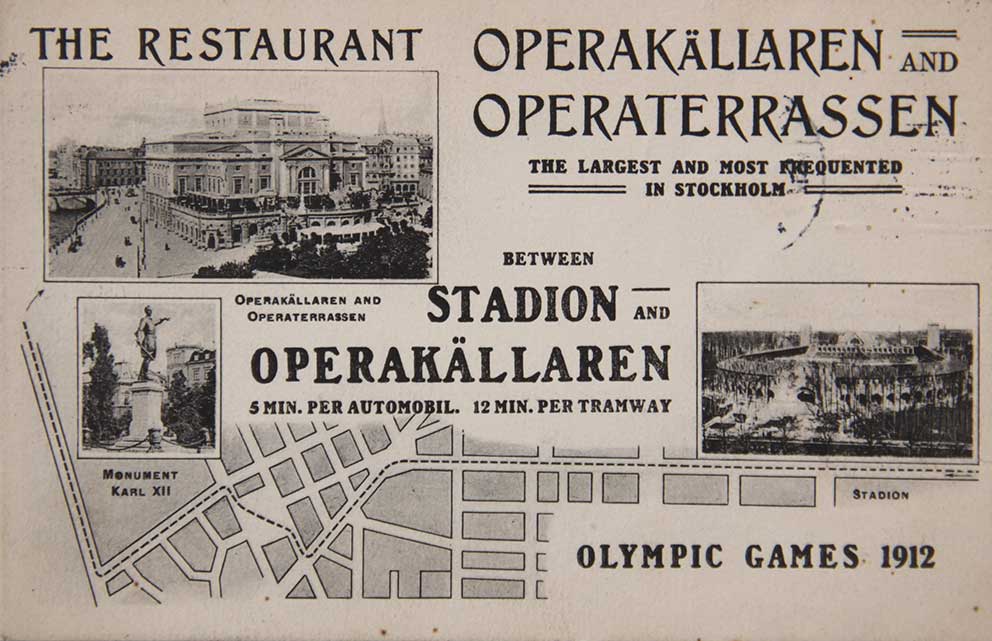 THE RESTAURANT
OPERAKÄLLAREN AND
OPERATERRASSEN
THE LARGEST AND MOST FREQUENTED
IN STOCKHOLM
BETWEEN
OPERAKÄLLAREN AND
OPERATERRASSEN
STADION AND
OPERAKÄLLAREN
5 MIN. PER AUTOMOBIL. 12 MIN. PER TRAMWAY
MONUMENT
KARL XII
STADION
OLYMPIC GAMES 1912